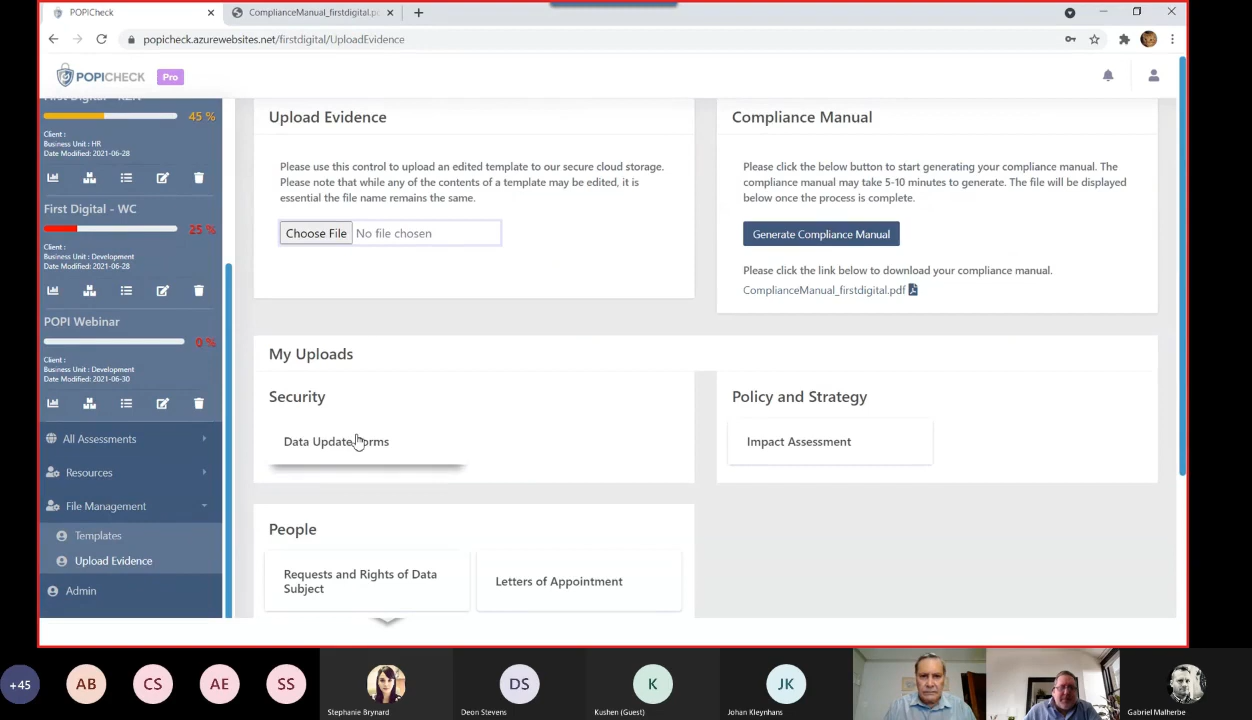 POPICheck
ComplianceManual_firstdigital.pd
popicheck.azurewebsites.net/firstdigital/UploadEvidence
POPICHECK
Pro
45 %
Client :
Business Unit : HR
Date Modified: 2021-06-28
First Digital - WC
25 %
Client :
Business Unit : Development
Date Modified: 2021-06-28
POPI Webinar
0 %
Client :
Business Unit : Development
Date Modified: 2021-06-30
All Assessments
Resources
File Management
Templates
Upload Evidence
Admin
Upload Evidence
Please use this control to upload an edited template to our secure cloud storage.
Please note that while any of the contents of a template may be edited, it is
essential the file name remains the same.
Choose File No file chosen
Compliance Manual
Please click the below button to start generating your compliance manual. The
compliance manual may take 5-10 minutes to generate. The file will be displayed
below once the process is complete.
Generate Compliance Manual
Please click the link below to download your compliance manual.
ComplianceManual_firstdigital.pdf
My Uploads
Security
Data Update Forms
Policy and Strategy
Impact Assessment
People
Requests and Rights of Data
Subject
Letters of Appointment
+45
AB
CS
AE
SS
Stephanie Brynard
DS
Deon Stevens
K
Kushen (Guest)
JK
Johan Kleynhans
Gabriel Malherbe